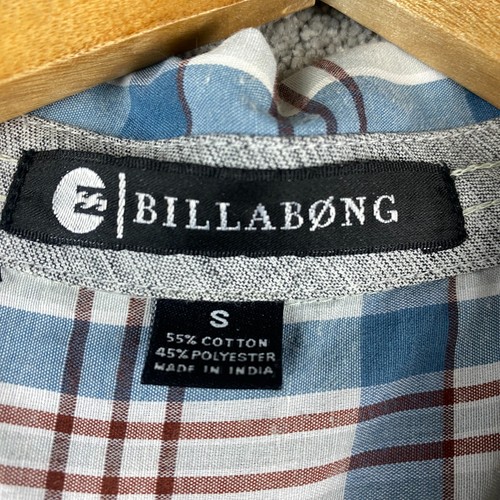 BILLABØNG
S
55% COTTON
45% POLYESTER
MADE IN INDIA